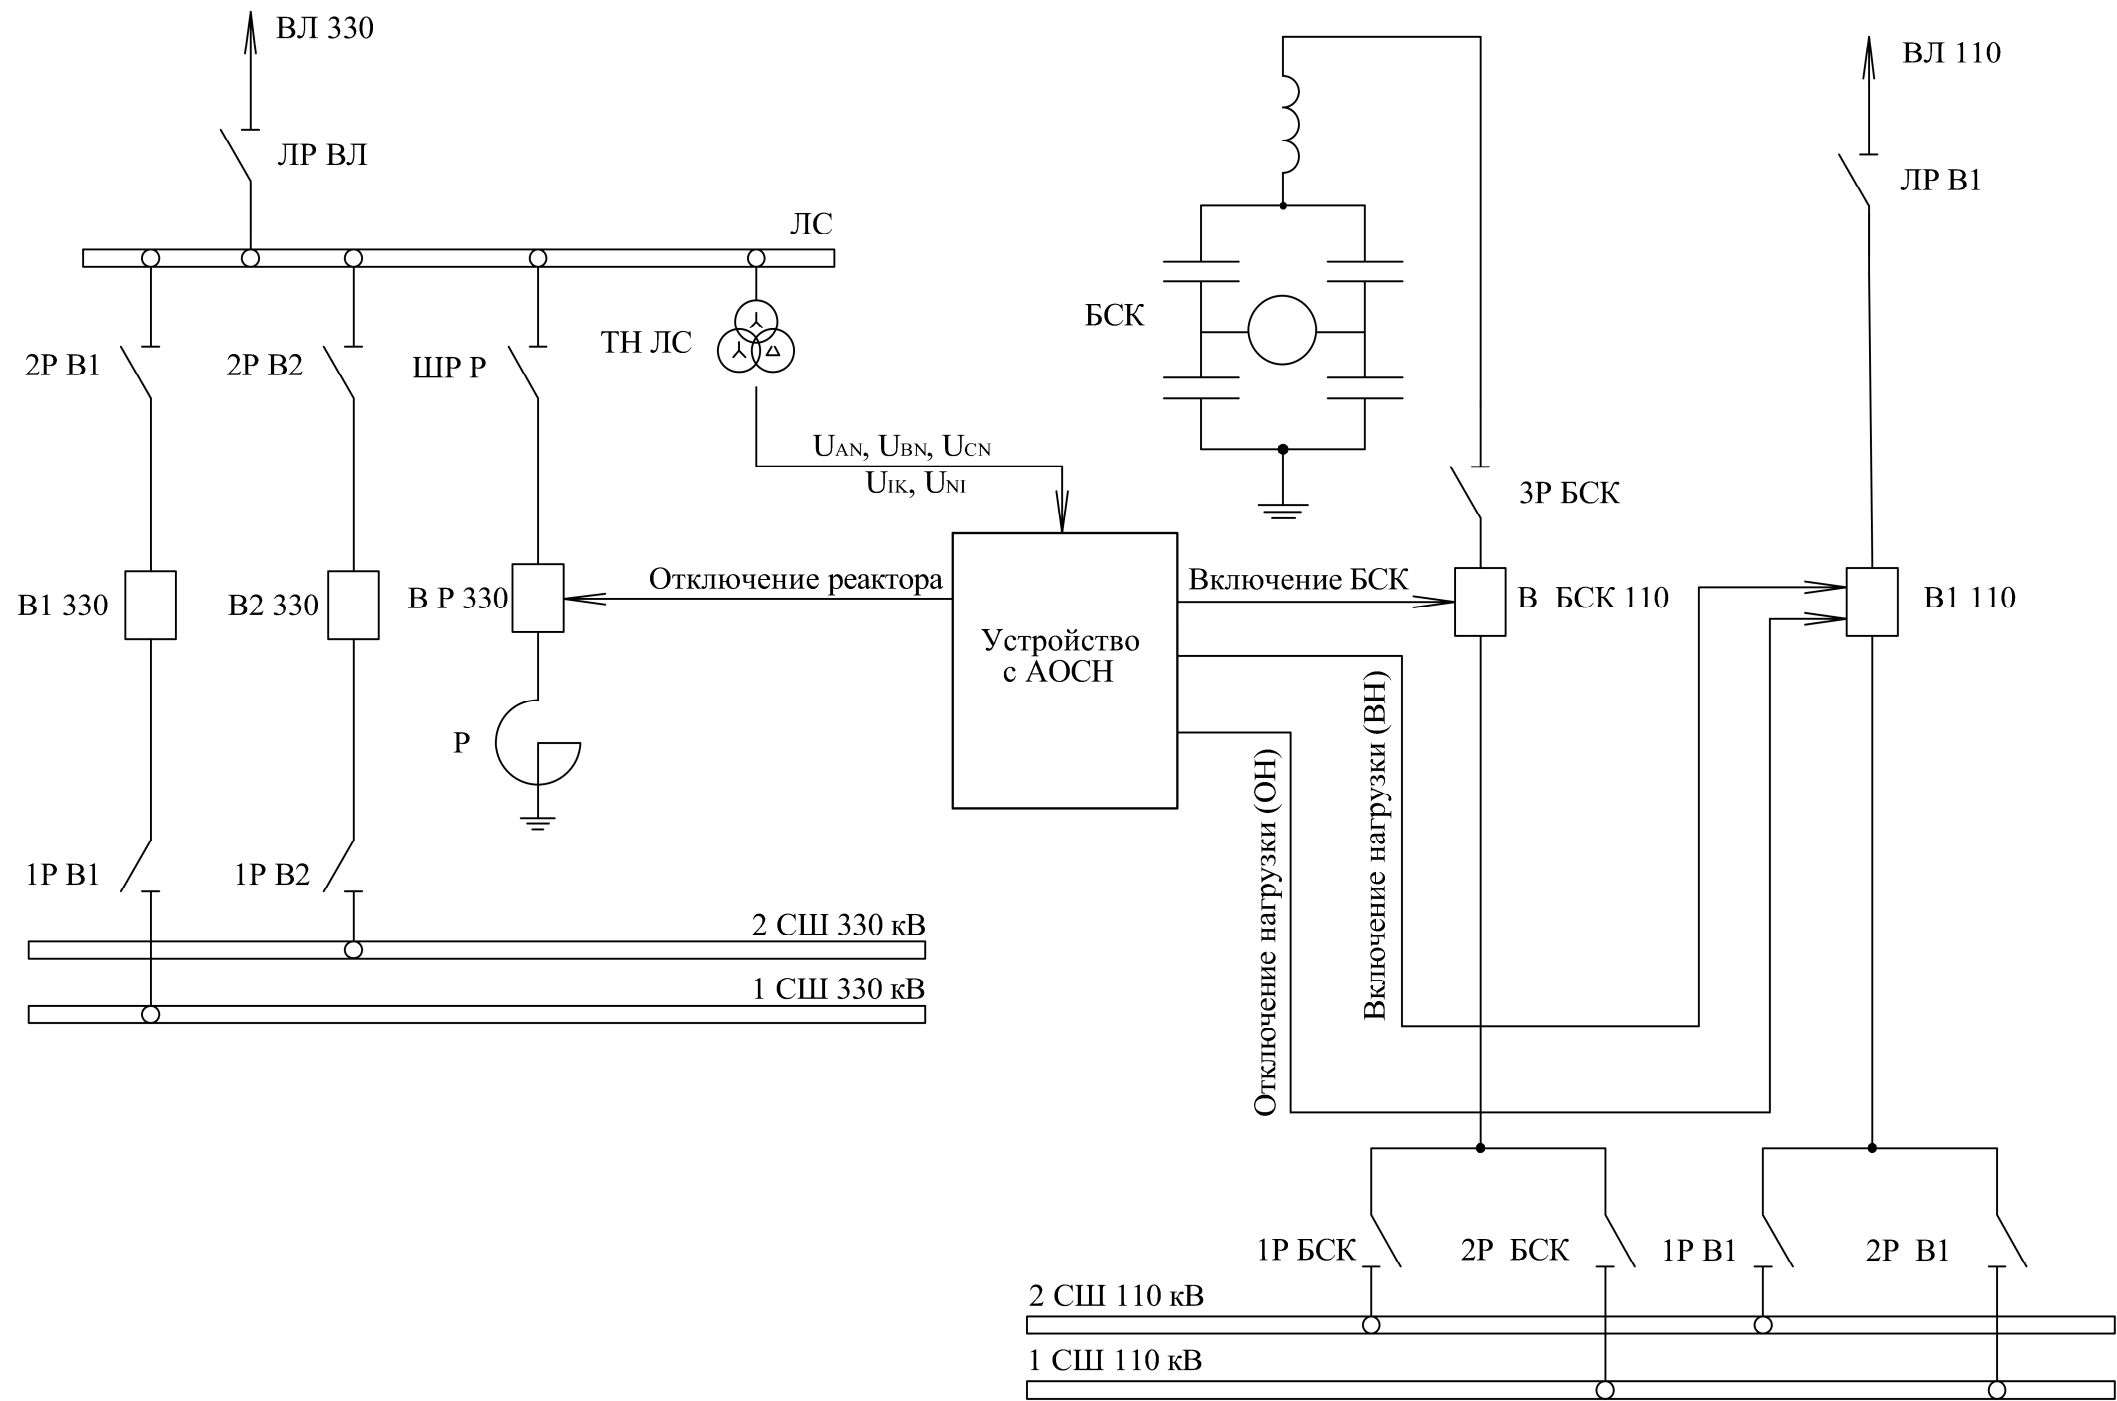 ВЛ 330
ВЛ 110
ЛР ВЛ
ЛР В1
ЛС
БСК
ТН ЛС
2Р В1
2Р В2
ШР Р
UAN, UBN, UCN
UIK, UNI
3Р БСК
Отключение реактора
Включение БСК
В1 330
В2 330
В Р 330
В БСК 110
В1 110
Устройство
с АОСН
Р
Включение нагрузки (ВН)
Отключение нагрузки (ОН)
1Р В1
1Р В2
2 СШ 330 кВ
1 СШ 330 кВ
1Р БСК
2Р БСК
1Р В1
2Р В1
2 СШ 110 кВ
1 СШ 110 кВ